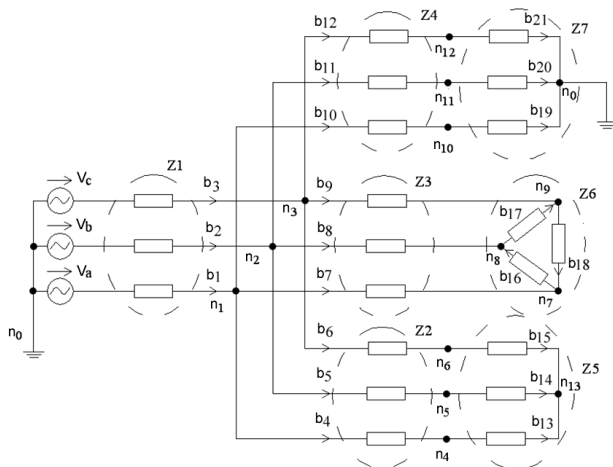 b12 Z4 b21 Z7
n12
b11 b20
n11 n0
b10 b19
n10
Vc Z1 b3 b9 Z3 n9 Z6
n3 b17
Vb b2 b8
n2 n8 b18
b16
Va b1 b7 n7
n1
n0 b6 Z2 b15
n6 n13
b5 b14 Z5
n5
b4 b13
n4